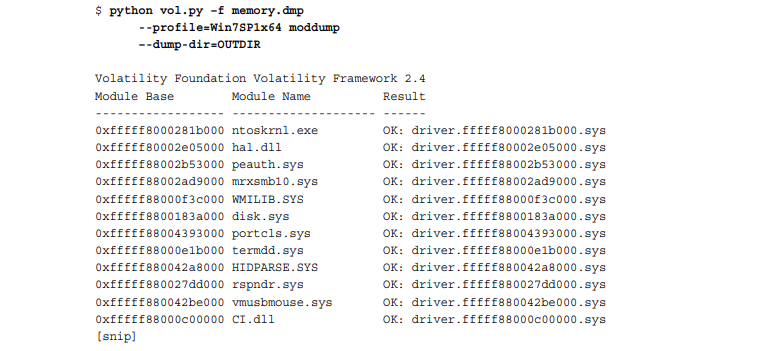 $ python vol.py -f memory.dmp
--profile=Win7SP1x64 moddump
--dump-dir=OUTDIR
Volatility Foundation Volatility Framework 2.4
Module Base Module Name Result
------------------ -------------------- ------
0xfffff8000281b000 ntoskrnl.exe OK: driver.fffff8000281b000.sys
0xfffff80002e05000 hal.dll OK: driver.fffff80002e05000.sys
0xfffff88002b53000 peauth.sys OK: driver.fffff88002b53000.sys
0xfffff88002ad9000 mrxsmb10.sys OK: driver.fffff88002ad9000.sys
0xfffff88000f3c000 WMILIB.SYS OK: driver.fffff88000f3c000.sys
0xfffff8800183a000 disk.sys OK: driver.fffff8800183a000.sys
0xfffff88004393000 portcls.sys OK: driver.fffff88004393000.sys
0xfffff88000e1b000 termdd.sys OK: driver.fffff88000e1b000.sys
0xfffff880042a8000 HIDPARSE.SYS OK: driver.fffff880042a8000.sys
0xfffff880027dd000 rspndr.sys OK: driver.fffff880027dd000.sys
0xfffff880042be000 vmusbmouse.sys OK: driver.fffff880042be000.sys
0xfffff88000c00000 CI.dll OK: driver.fffff88000c00000.sys
[snip]